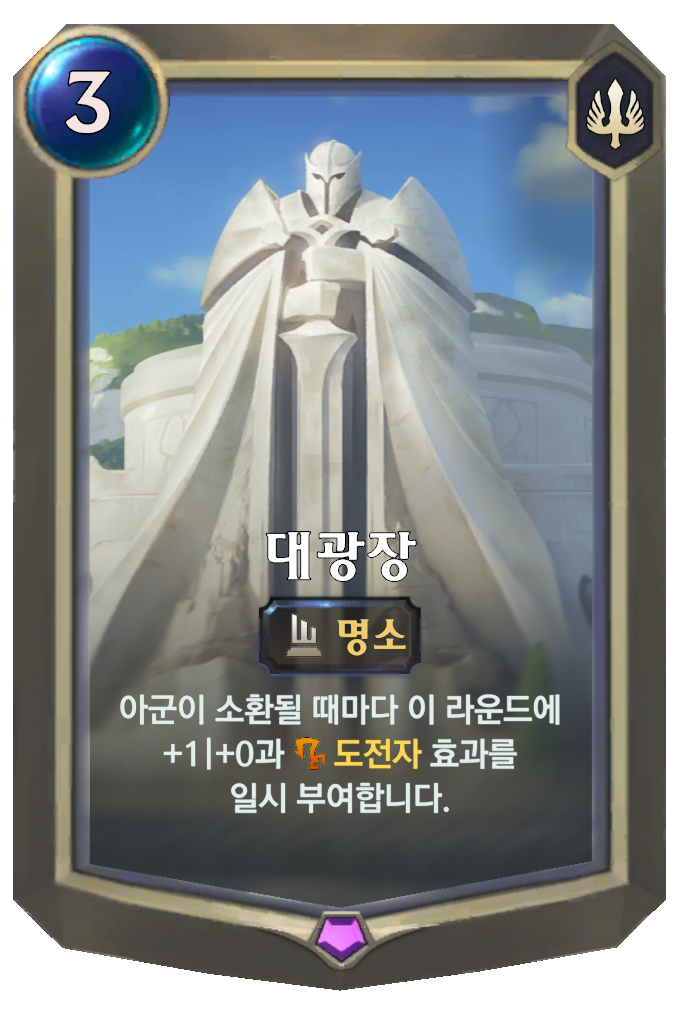 3
대광장
명소
아군이 소환될 때마다 이 라운드에
+1|+0과 도전자 효과를
일시 부여합니다.